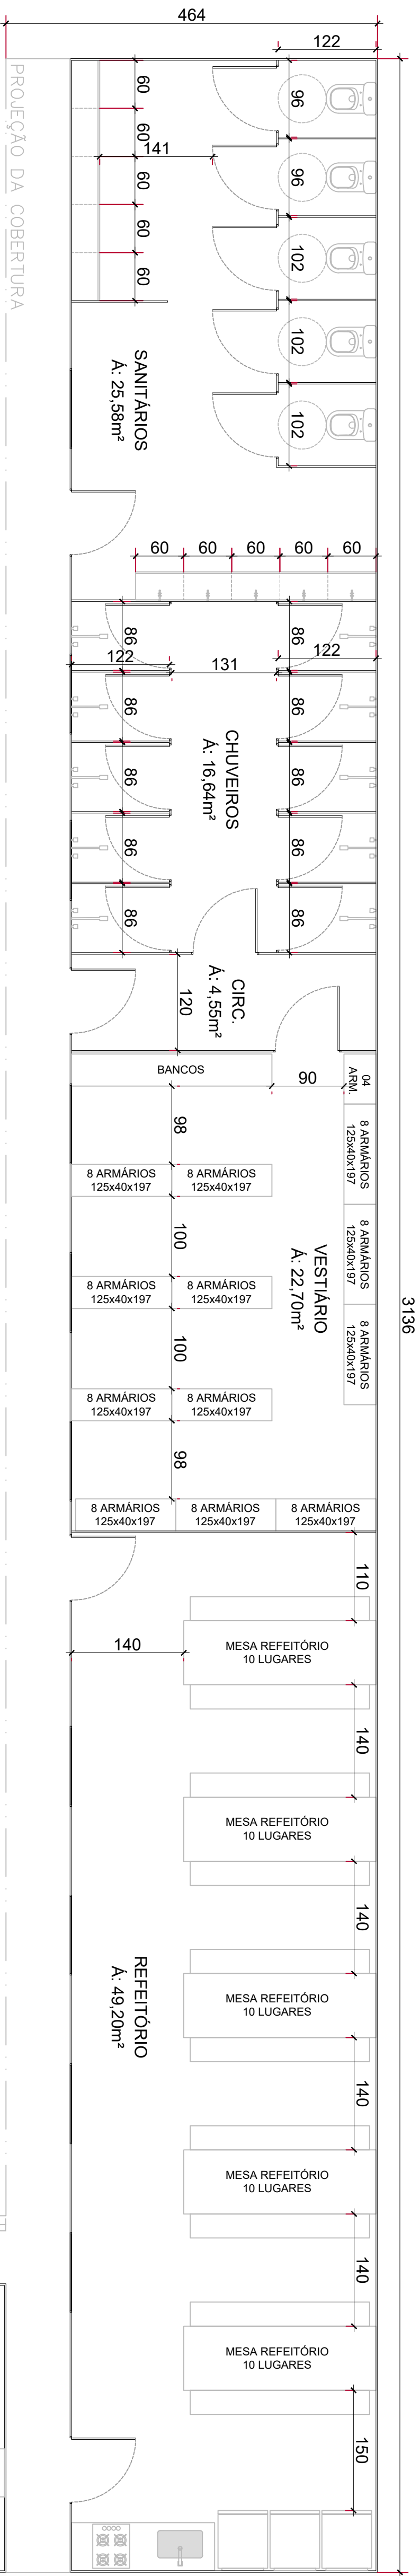 464
122
3136
PROJEÇÃO DA COBERTURA
60
60
60
60
60
141
96
96
102
102
102
SANITÁRIOS
Á: 25,58m²
60
60
60
60
60
86
86
86
86
86
122
131
122
86
86
86
86
86
CHUVEIROS
Á: 16,64m²
CIRC.
Á: 4,55m²
120
BANCOS
90
04
ARM.
8 ARMÁRIOS
125x40x197
8 ARMÁRIOS
125x40x197
8 ARMÁRIOS
125x40x197
98
8 ARMÁRIOS
125x40x197
8 ARMÁRIOS
125x40x197
100
VESTIÁRIO
Á: 22,70m²
8 ARMÁRIOS
125x40x197
8 ARMÁRIOS
125x40x197
100
8 ARMÁRIOS
125x40x197
8 ARMÁRIOS
125x40x197
98
8 ARMÁRIOS
125x40x197
8 ARMÁRIOS
125x40x197
8 ARMÁRIOS
125x40x197
110
140
MESA REFEITÓRIO
10 LUGARES
140
MESA REFEITÓRIO
10 LUGARES
140
MESA REFEITÓRIO
10 LUGARES
REFEITÓRIO
Á: 49,20m²
140
MESA REFEITÓRIO
10 LUGARES
140
MESA REFEITÓRIO
10 LUGARES
150